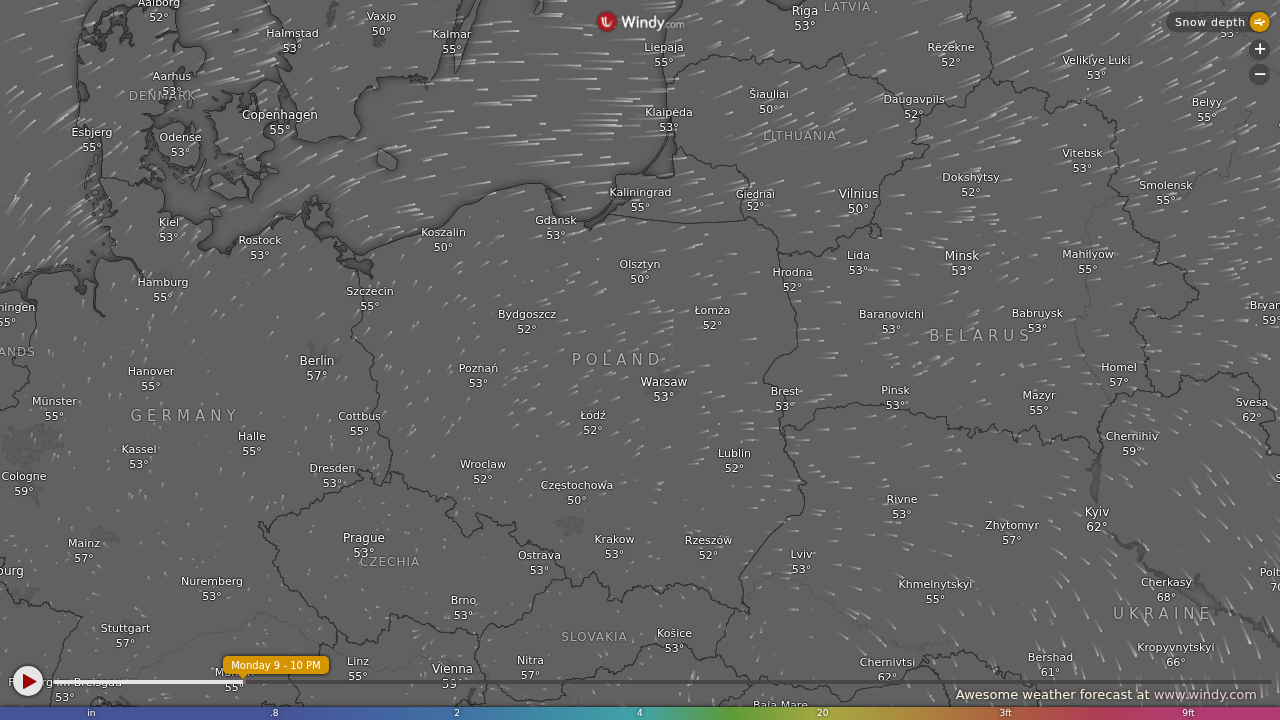 Aalborg
52°
Vaxjo
50°
Halmstad
53°
Kalmar
55°
Windy.com
Riga
53°
LATVIA
Snow depth
Liepaja
55°
Rēzekne
52°
Velikiye Luki
53°
Aarhus
53°
DENMARK
Šiauliai
50°
Daugavpils
52°
Belyy
55°
Copenhagen
55°
Klaipėda
53°
LITHUANIA
Esbjerg
55°
Odense
53°
Vitebsk
53°
Dokshytsy
52°
Smolensk
55°
Kaliningrad
55°
Giedriai
52°
Vilnius
50°
Kiel
53°
Gdańsk
53°
Koszalin
50°
Rostock
53°
Olsztyn
50°
Lida
53°
Minsk
53°
Mahilyow
55°
Hrodna
52°
Hamburg
55°
Szczecin
55°
Bydgoszcz
52°
Łomża
52°
Baranovichi
53°
Babruysk
53°
BELARUS
POLAND
Berlin
57°
Hanover
55°
Poznań
53°
Warsaw
53°
Homel
57°
Brest
53°
Pinsk
53°
Mazyr
55°
Münster
55°
GERMANY
Cottbus
55°
Łódź
52°
Svesa
62°
Kassel
53°
Halle
55°
Chernihiv
59°
Lublin
52°
Cologne
59°
Dresden
53°
Wroclaw
52°
Częstochowa
50°
Rivne
53°
Kyiv
62°
Zhytomyr
57°
Mainz
57°
Prague
53°
CZECHIA
Krakow
53°
Rzeszów
52°
Ostrava
53°
Lviv
53°
Nuremberg
53°
Khmelnytskyi
55°
Cherkasy
68°
UKRAINE
Brno
53°
Stuttgart
57°
SLOVAKIA
Košice
53°
Kropyvnytskyi
66°
Monday 9 - 10 PM
Linz
55°
Vienna
59°
Nitra
57°
Chernivtsi
62°
Bershad
61°
53°
55°
Baia Mare
Awesome weather forecast at www.windy.com
in .8 2 4 20 3ft 9ft